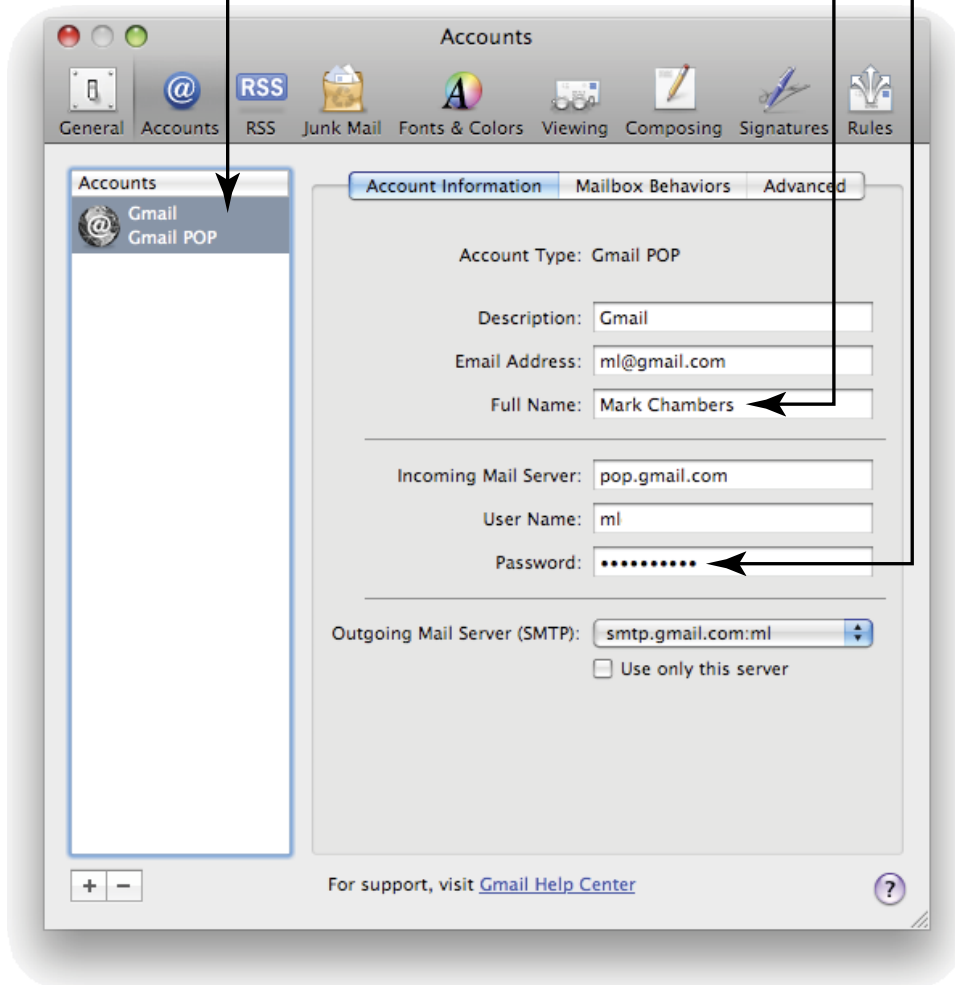 Accounts
RSS
General Accounts RSS Junk Mail Fonts & Colors Viewing Composing Signatures Rules
Accounts
Gmail
Gmail POP
Account Information Mailbox Behaviors Advanced
Account Type: Gmail POP
Description: Gmail
Email Address: ml@gmail.com
Full Name: Mark Chambers
Incoming Mail Server: pop.gmail.com
User Name: ml
Password: ••••••••••
Outgoing Mail Server (SMTP): smtp.gmail.com:ml
Use only this server
For support, visit Gmail Help Center